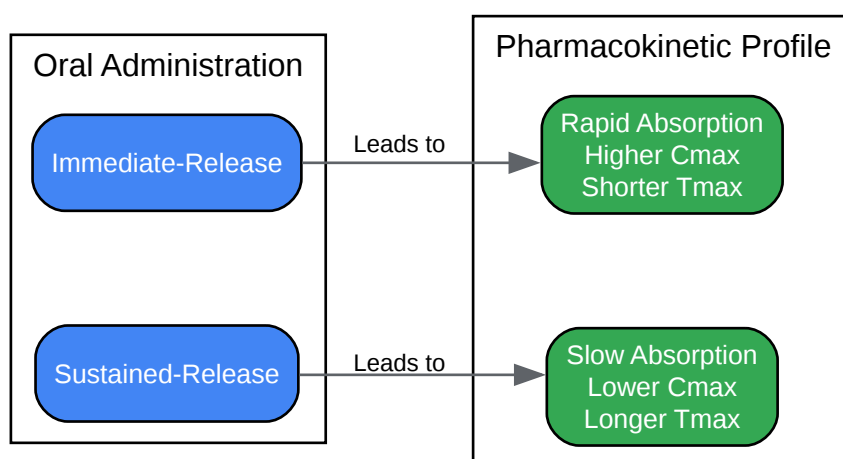 Oral Administration
Pharmacokinetic Profile
Immediate-Release
Leads to
Rapid Absorption
Higher Cmax
Shorter Tmax
Sustained-Release
Leads to
Slow Absorption
Lower Cmax
Longer Tmax